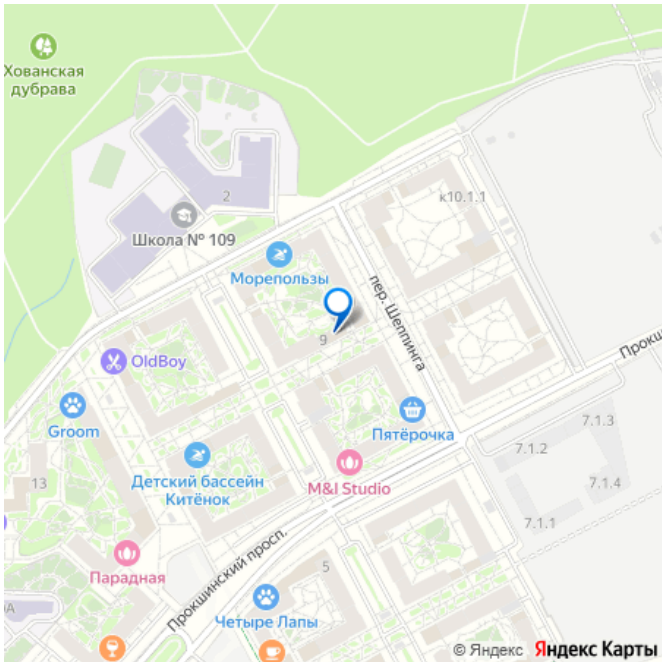 Хованская
дубрава
2
Школа № 109
к10.1.1
Морепользы
пер. Шеппинга
9
OldBoy
Прокш
Groom
Пятёрочка
7.1.3
7.1.2
Детский бассейн
Китёнок
M&I Studio
13
7.1.4
7.1.1
Парадная
Прокшинский просп.
5
Четыре Лапы
© Яндекс Яндекс Карты